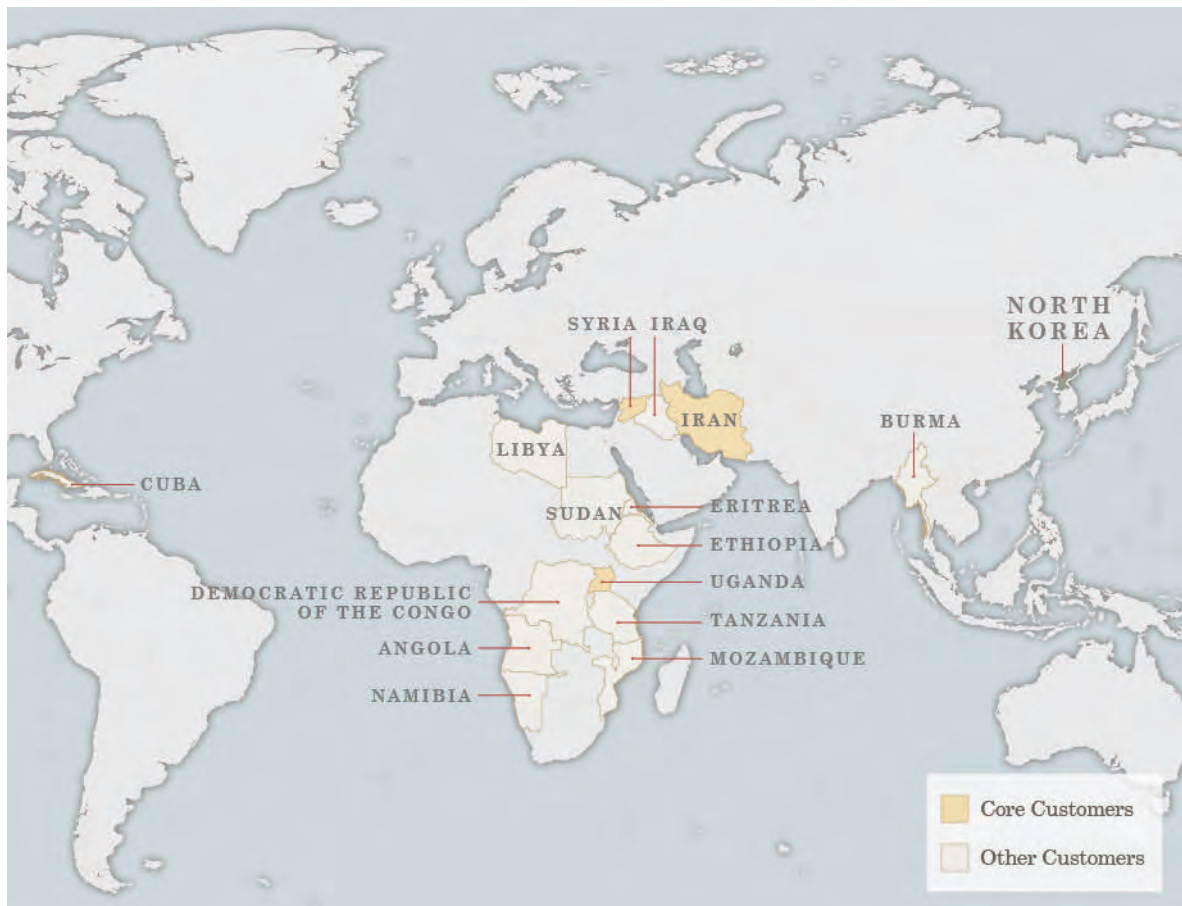 NORTH
KOREA
SYRIA
IRAQ
IRAN
BURMA
LIBYA
CUBA
SUDAN
ERITREA
ETHIOPIA
UGANDA
DEMOCRATIC REPUBLIC
OF THE CONGO
TANZANIA
ANGOLA
MOZAMBIQUE
NAMIBIA
Core Customers
Other Customers